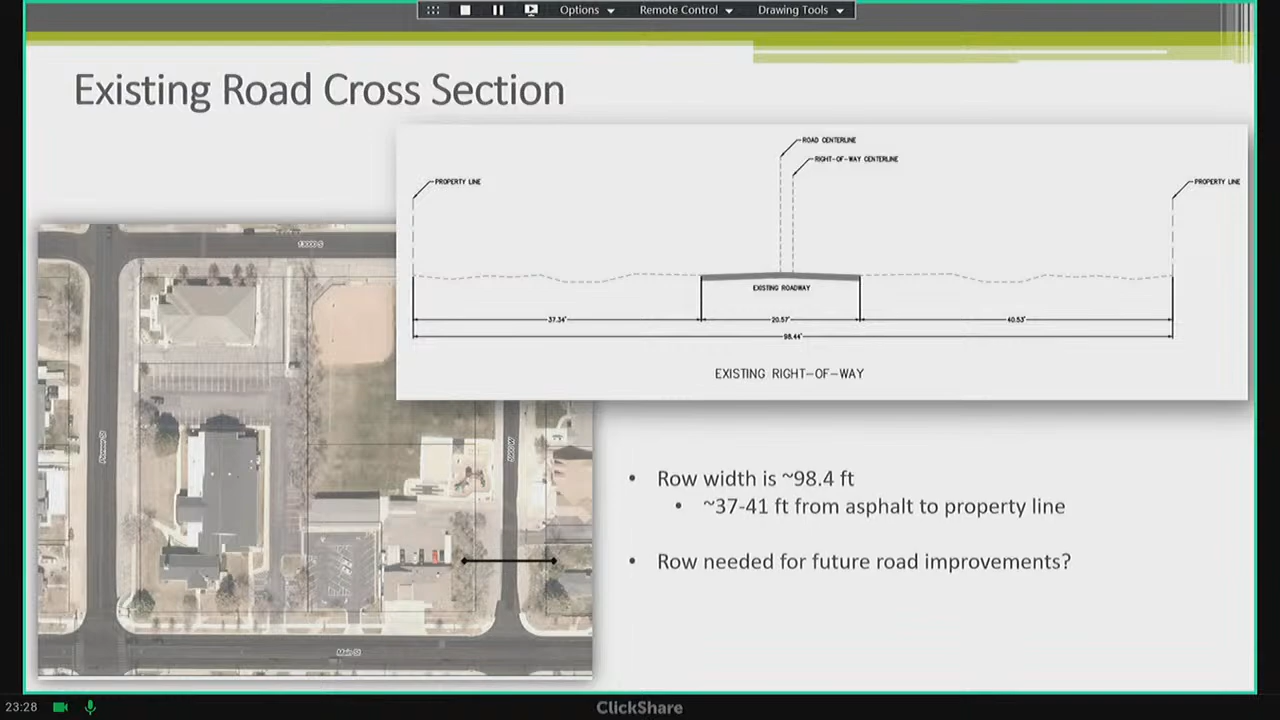 Options
Remote Control
Drawing Tools
Existing Road Cross Section
ROAD CENTERLINE
RIGHT-OF-WAY CENTERLINE
PROPERTY LINE
PROPERTY LINE
EXISTING ROADWAY
37.34'
20.57'
40.53'
98.44'
EXISTING RIGHT-OF-WAY
13000 S
Pioneer St
Main St
• Row width is ~98.4 ft
• ~37-41 ft from asphalt to property line
• Row needed for future road improvements?
23:28
ClickShare